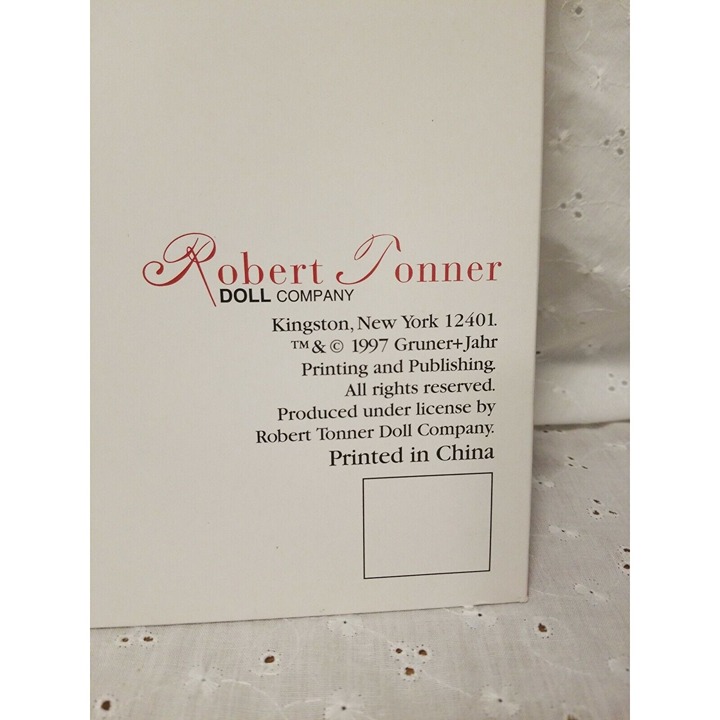 Robert Tonner
DOLL COMPANY
Kingston, New York 12401.
™ & © 1997 Gruner+Jahr
Printing and Publishing.
All rights reserved.
Produced under license by
Robert Tonner Doll Company.
Printed in China